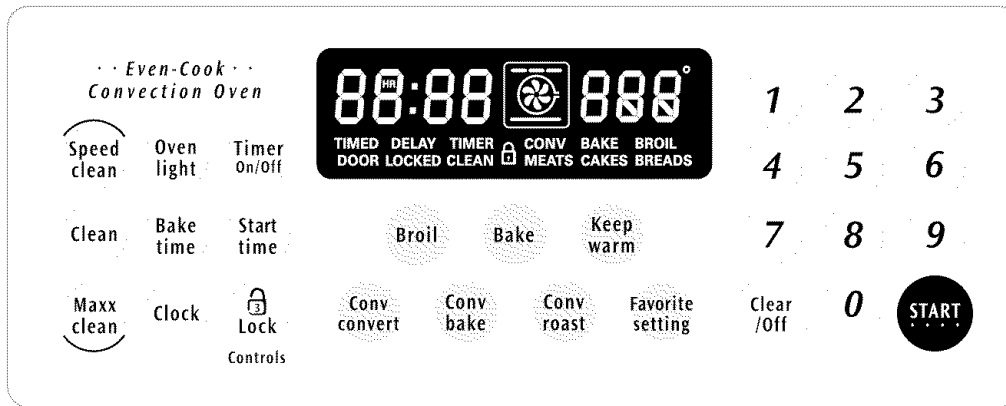 · · Even-Cook · ·
Convection Oven
Speed
clean
Oven
light
Timer
On/Off
Clean
Bake
time
Start
time
Maxx
clean
Clock
3
Lock
Controls
88:88 888°
HR
TIMED DELAY TIMER CONV BAKE BROIL
DOOR LOCKED CLEAN MEATS CAKES BREADS
Broil
Bake
Keep
warm
Conv
convert
Conv
bake
Conv
roast
Favorite
setting
1 2 3
4 5 6
7 8 9
Clear
/Off
0
START